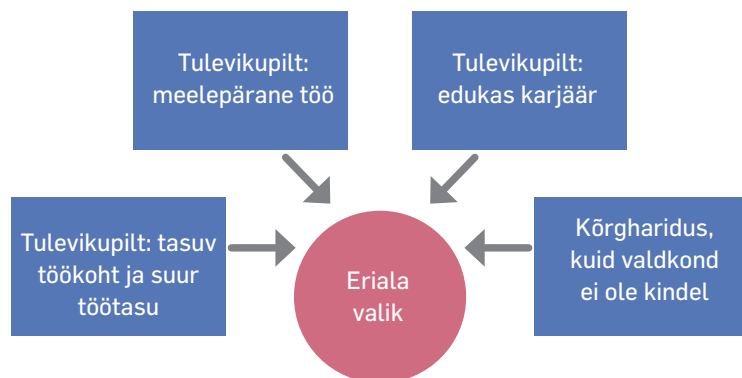 Tulevikupilt:
meelepärane töö
Tulevikupilt:
edukas karjäär
Tulevikupilt: tasuv
töökoht ja suur
töötasu
Eriala
valik
Kõrgharidus,
kuid valdkond
ei ole kindel